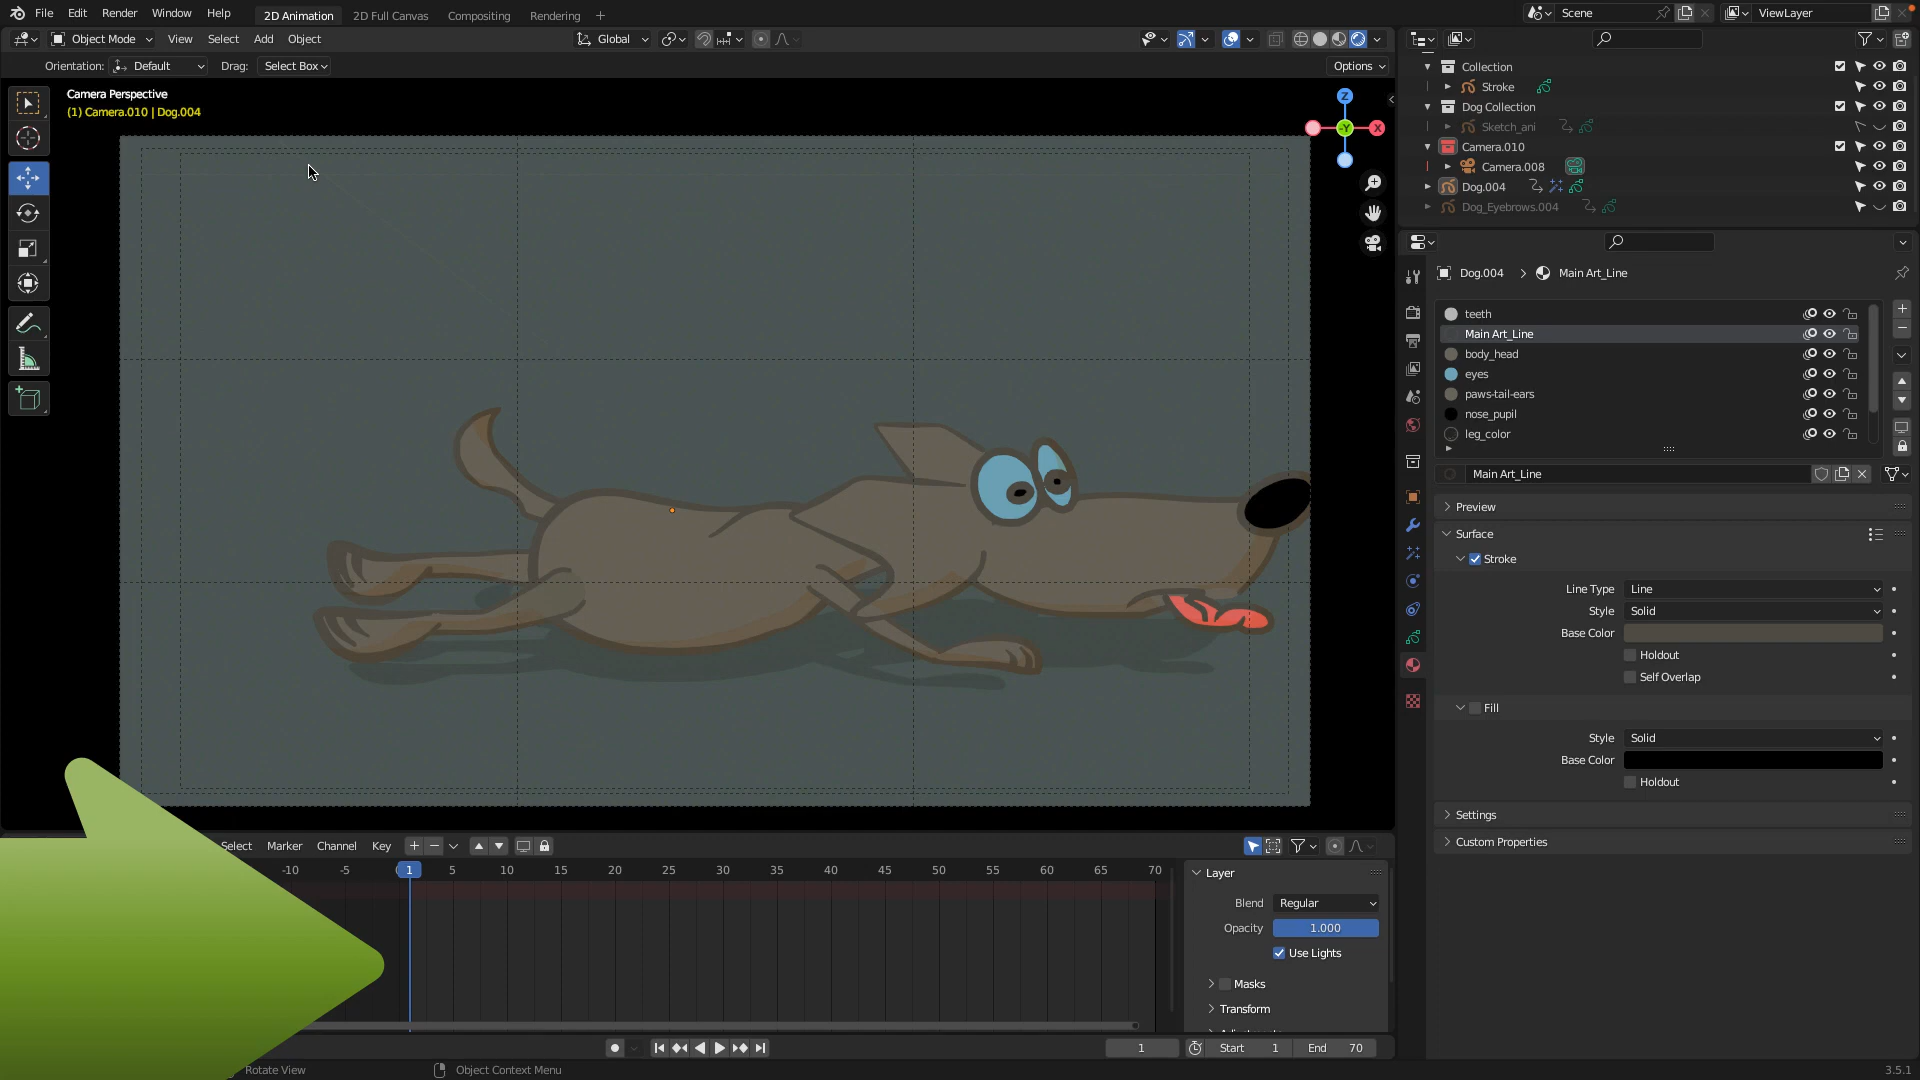 File Edit Render Window Help 2D Animation 2D Full Canvas Compositing Rendering + Scene ViewLayer
Object Mode View Select Add Object Global
Orientation: Default Drag: Select Box Options
Camera Perspective
(1) Camera.010 | Dog.004
Z
-Y
X
Collection
Stroke
Dog Collection
Sketch_ani
Camera.010
Camera.008
Dog.004
Dog_Eyebrows.004
Dog.004 > Main Art_Line
teeth
Main Art_Line
body_head
eyes
paws-tail-ears
nose_pupil
leg_color
Main Art_Line
Preview
Surface
Stroke
Line Type Line
Style Solid
Base Color
Holdout
Self Overlap
Fill
Style Solid
Base Color
Holdout
Settings
Custom Properties
Select Marker Channel Key
-10 -5 1 5 10 15 20 25 30 35 40 45 50 55 60 65 70
Layer
Blend Regular
Opacity 1.000
Use Lights
Masks
Transform
1 Start 1 End 70
Rotate View Object Context Menu 3.5.1